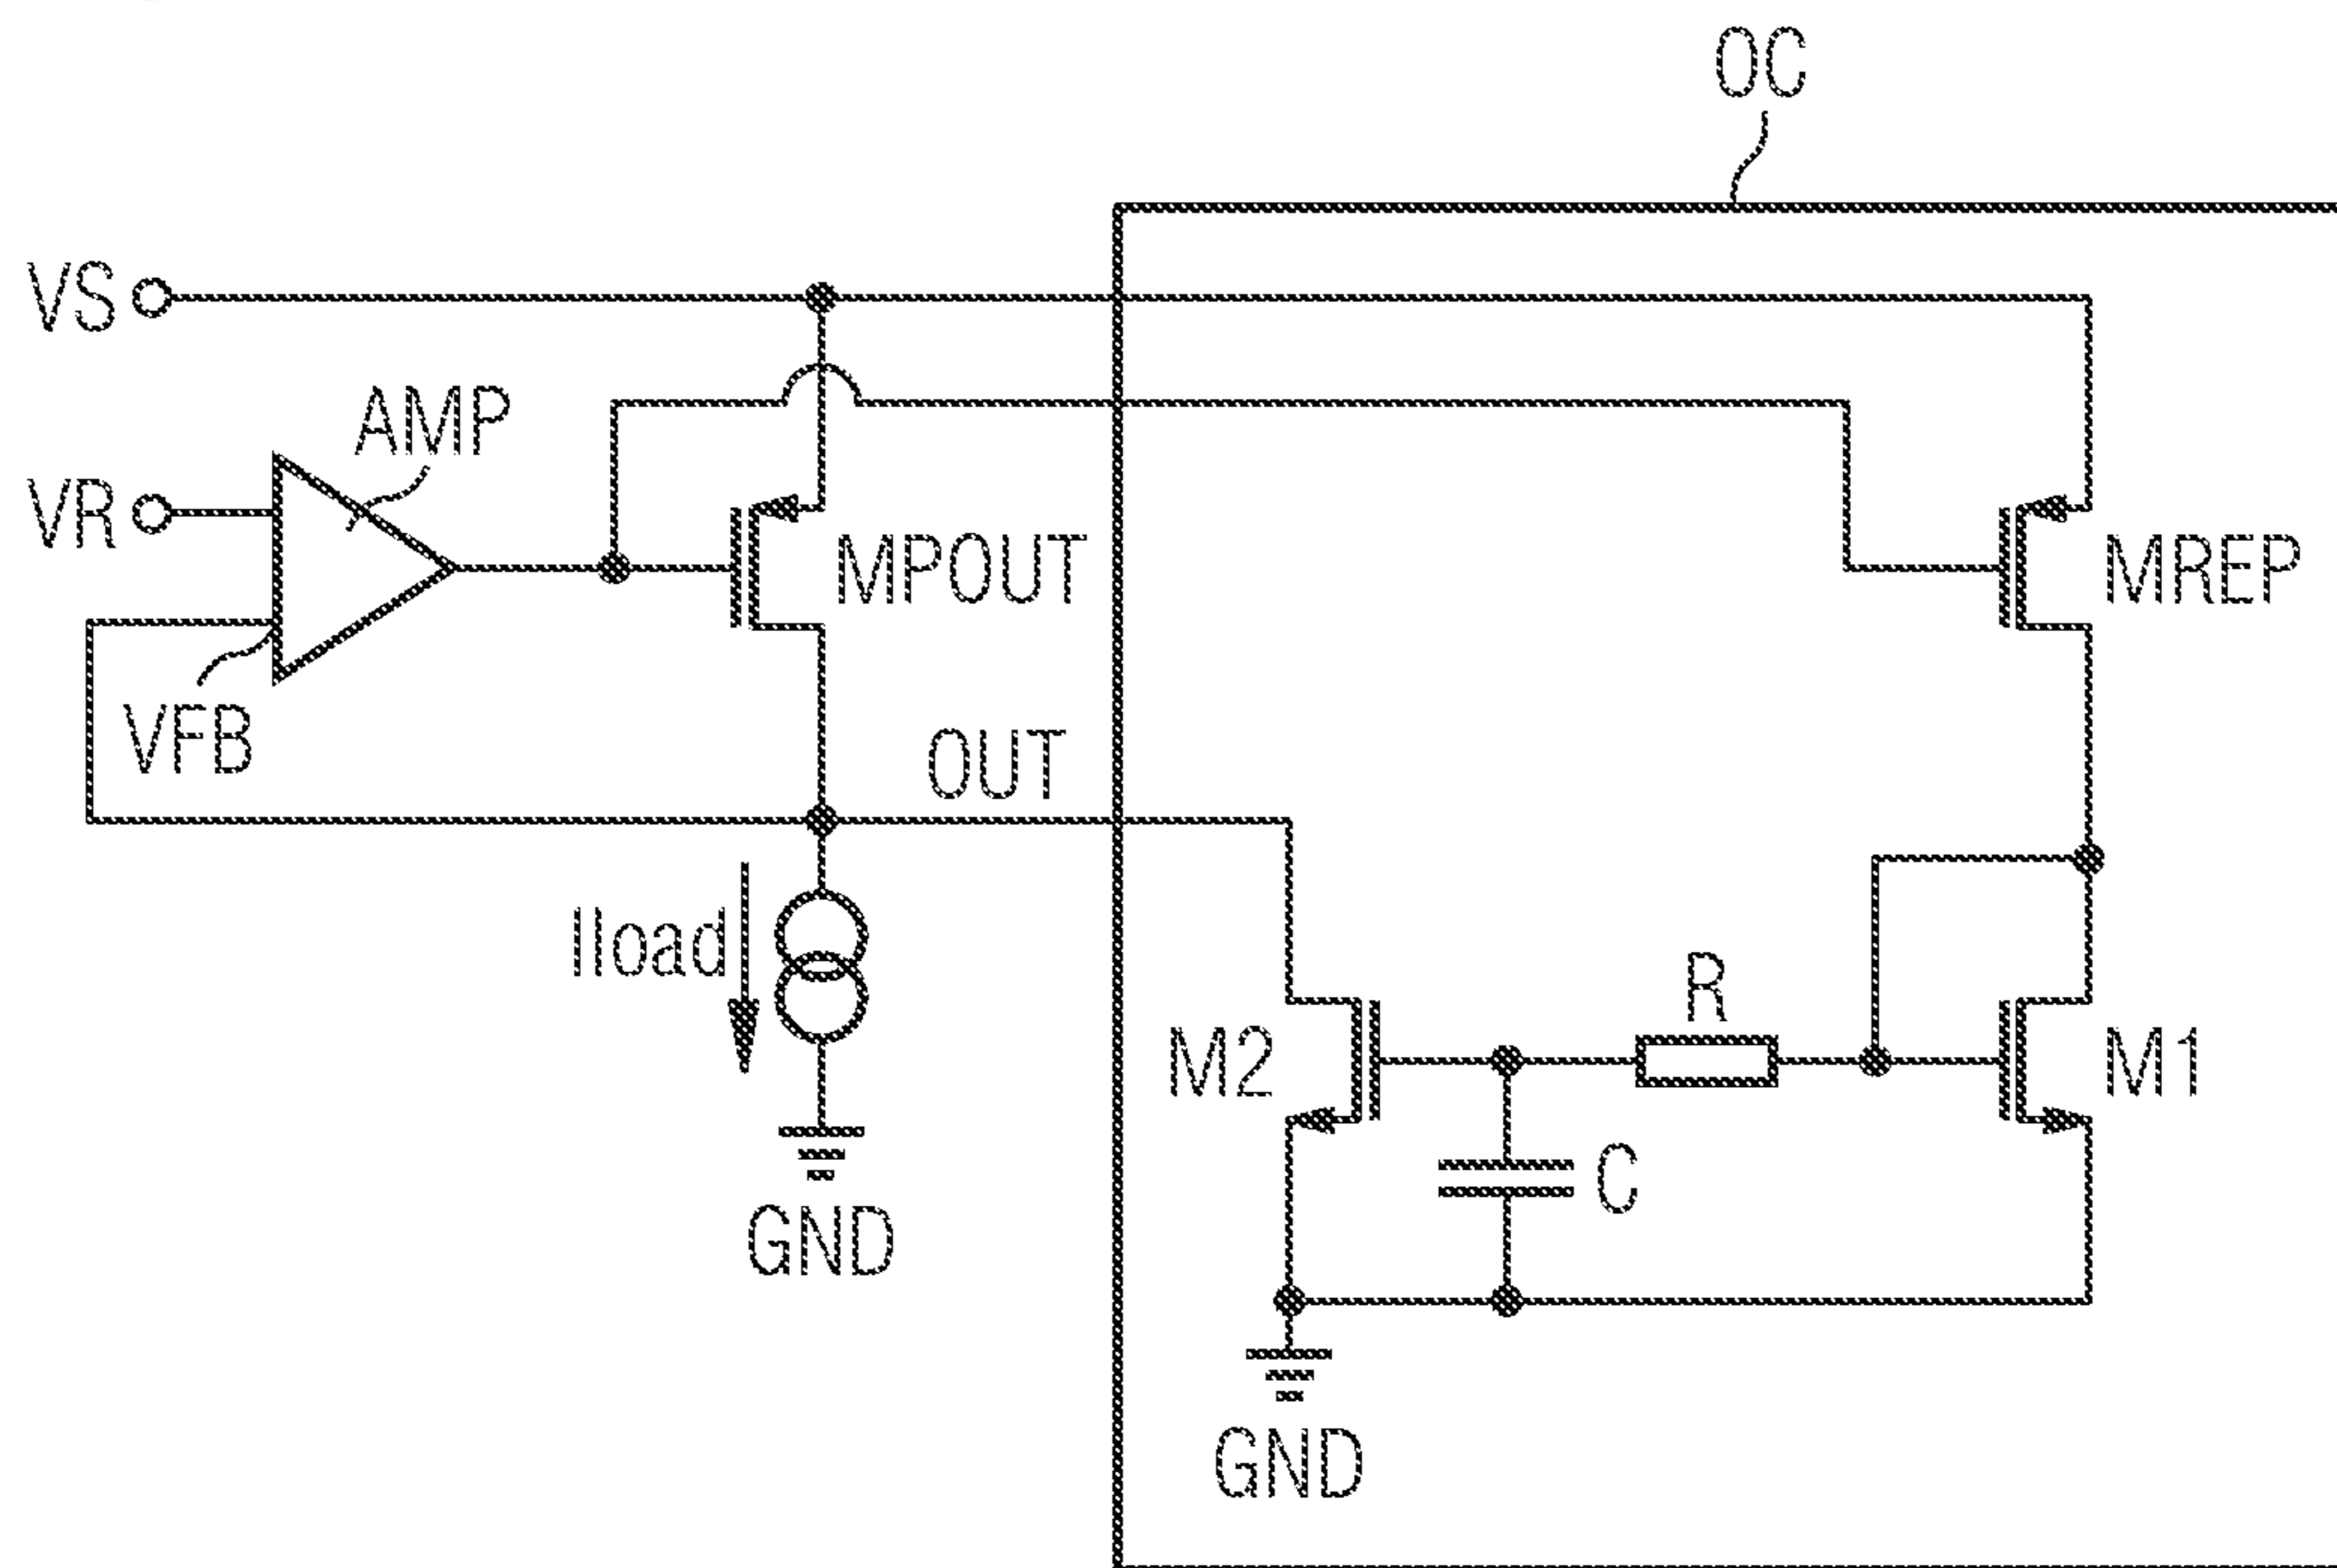 OC
VS
AMP
VR
MPOUT
MREP
VFB
OUT
Iload
R
M2
M1
C
GND
GND